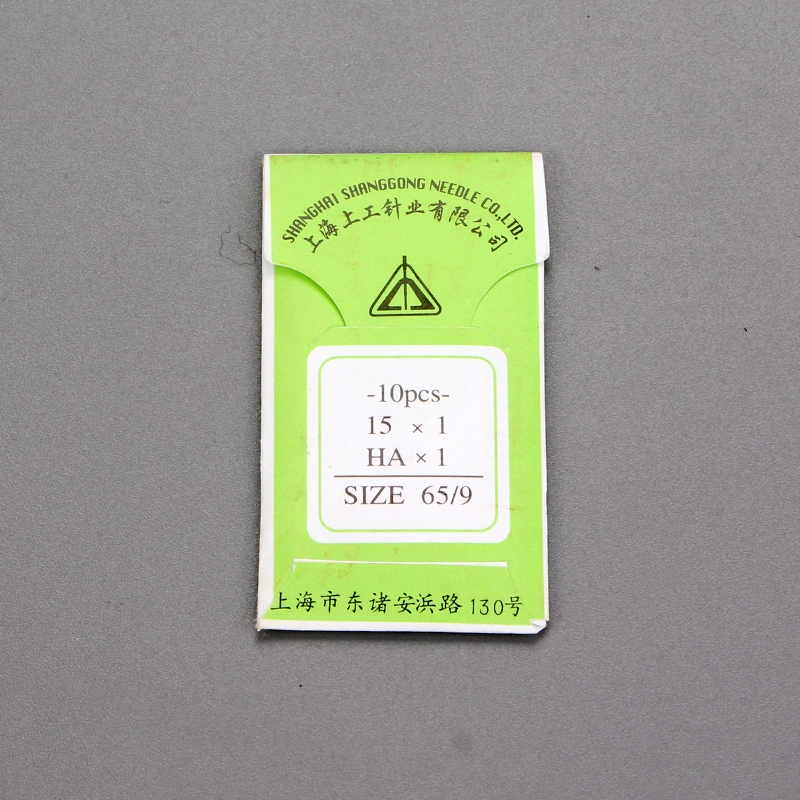 SHANGHAI SHANGGONG NEEDLE CO.,LTD.
上海上工针业有限公司
-10pcs-
15 × 1
HA × 1
SIZE 65/9
上海市东诸安浜路130号